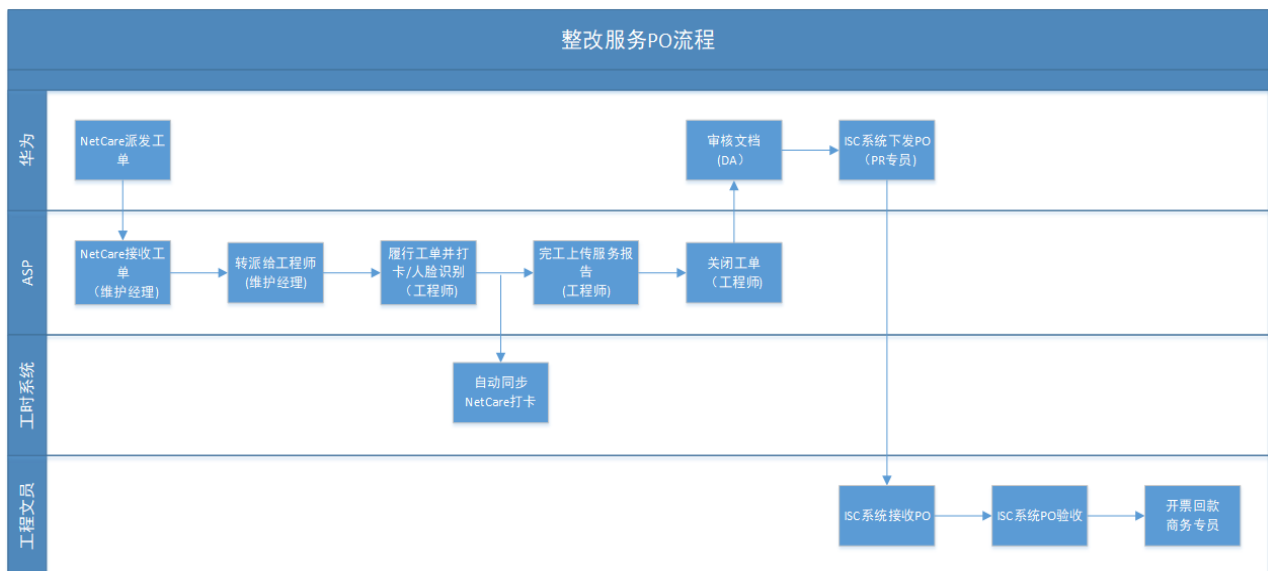 整改服务PO流程
华为
NetCare派发工
单
审核文档
(DA）
ISC系统下发PO
（PR专员）
ASP
NetCare接收工
单
（维护经理)
转派给工程师
(维护经理)
履行工单并打
卡/人脸识别
（工程师）
完工上传服务报
告
(工程师)
关闭工单
（工程师)
工时系统
自动同步
NetCare打卡
工程文员
ISC系统接收PO
ISC系统PO验收
开票回款
商务专员